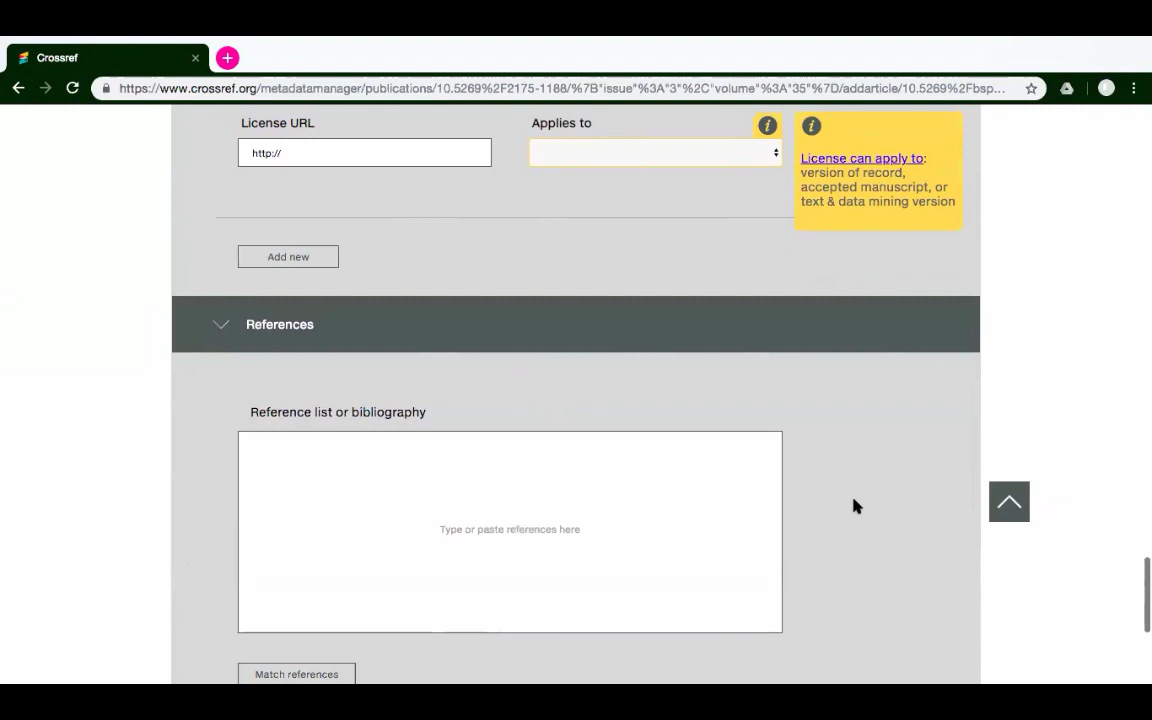 Crossref
https://www.crossref.org/metadatamanager/publications/10.5269%2F2175-1188/%7B"issue"%3A"3"%2C"volume"%3A"35"%7D/addarticle/10.5269%2Fbsp...
License URL
Applies to
http://
License can apply to:
version of record,
accepted manuscript, or
text & data mining version
Add new
References
Reference list or bibliography
Type or paste references here
Match references